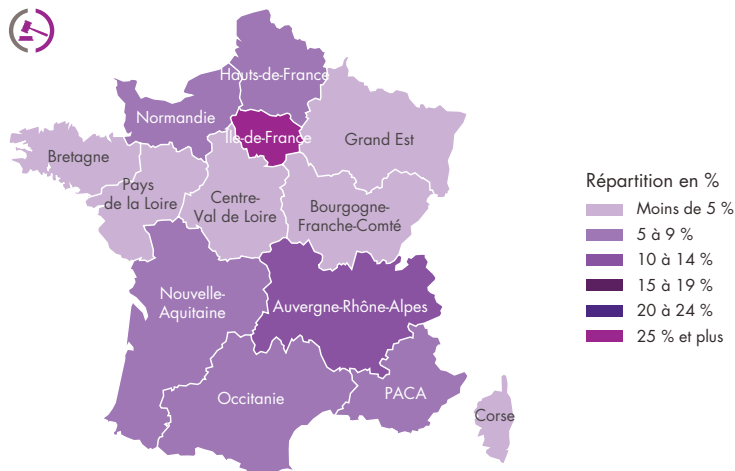 Hauts-de-France
Normandie
Île-de-France
Grand Est
Bretagne
Pays
de la Loire
Centre-
Val de Loire
Bourgogne-
Franche-Comté
Nouvelle-
Aquitaine
Auvergne-Rhône-Alpes
Occitanie
PACA
Corse
Répartition en %
Moins de 5 %
5 à 9 %
10 à 14 %
15 à 19 %
20 à 24 %
25 % et plus